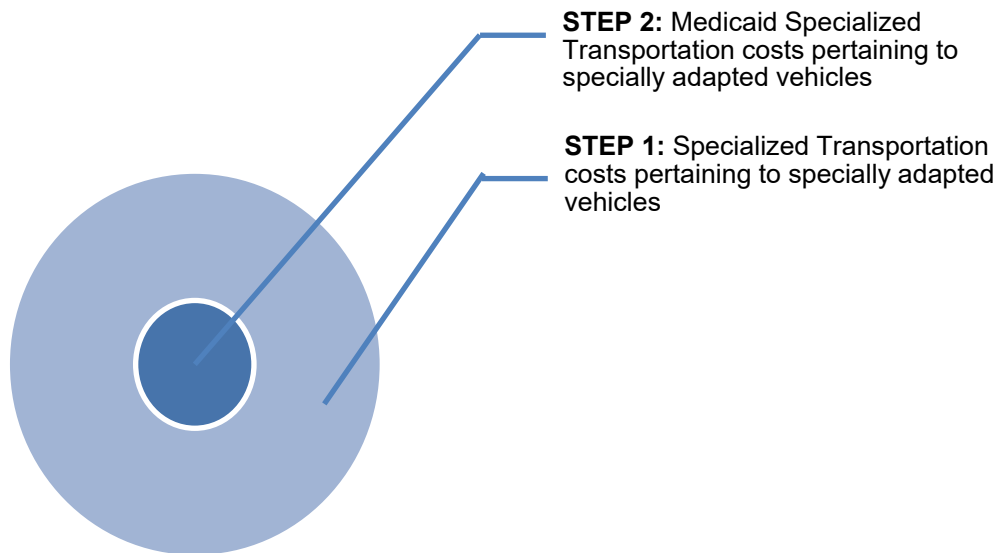 STEP 2: Medicaid Specialized
Transportation costs pertaining to
specially adapted vehicles
STEP 1: Specialized Transportation
costs pertaining to specially adapted
vehicles